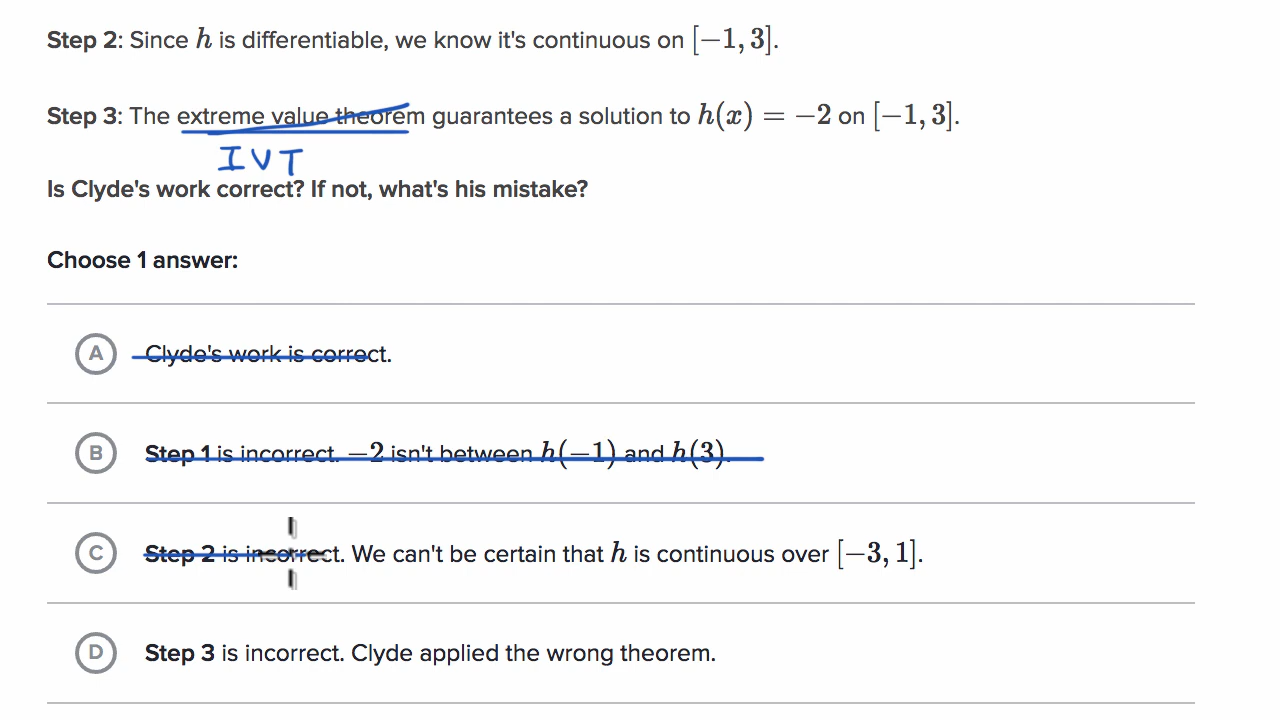 Step 2: Since h is differentiable, we know it's continuous on [−1, 3].
Step 3: The extreme value theorem guarantees a solution to h(x) = −2 on [−1, 3].
IVT
Is Clyde's work correct? If not, what's his mistake?
Choose 1 answer:
A Clyde's work is correct.
B Step 1 is incorrect. −2 isn't between h(−1) and h(3).
C Step 2 is incorrect. We can't be certain that h is continuous over [−3, 1].
D Step 3 is incorrect. Clyde applied the wrong theorem.